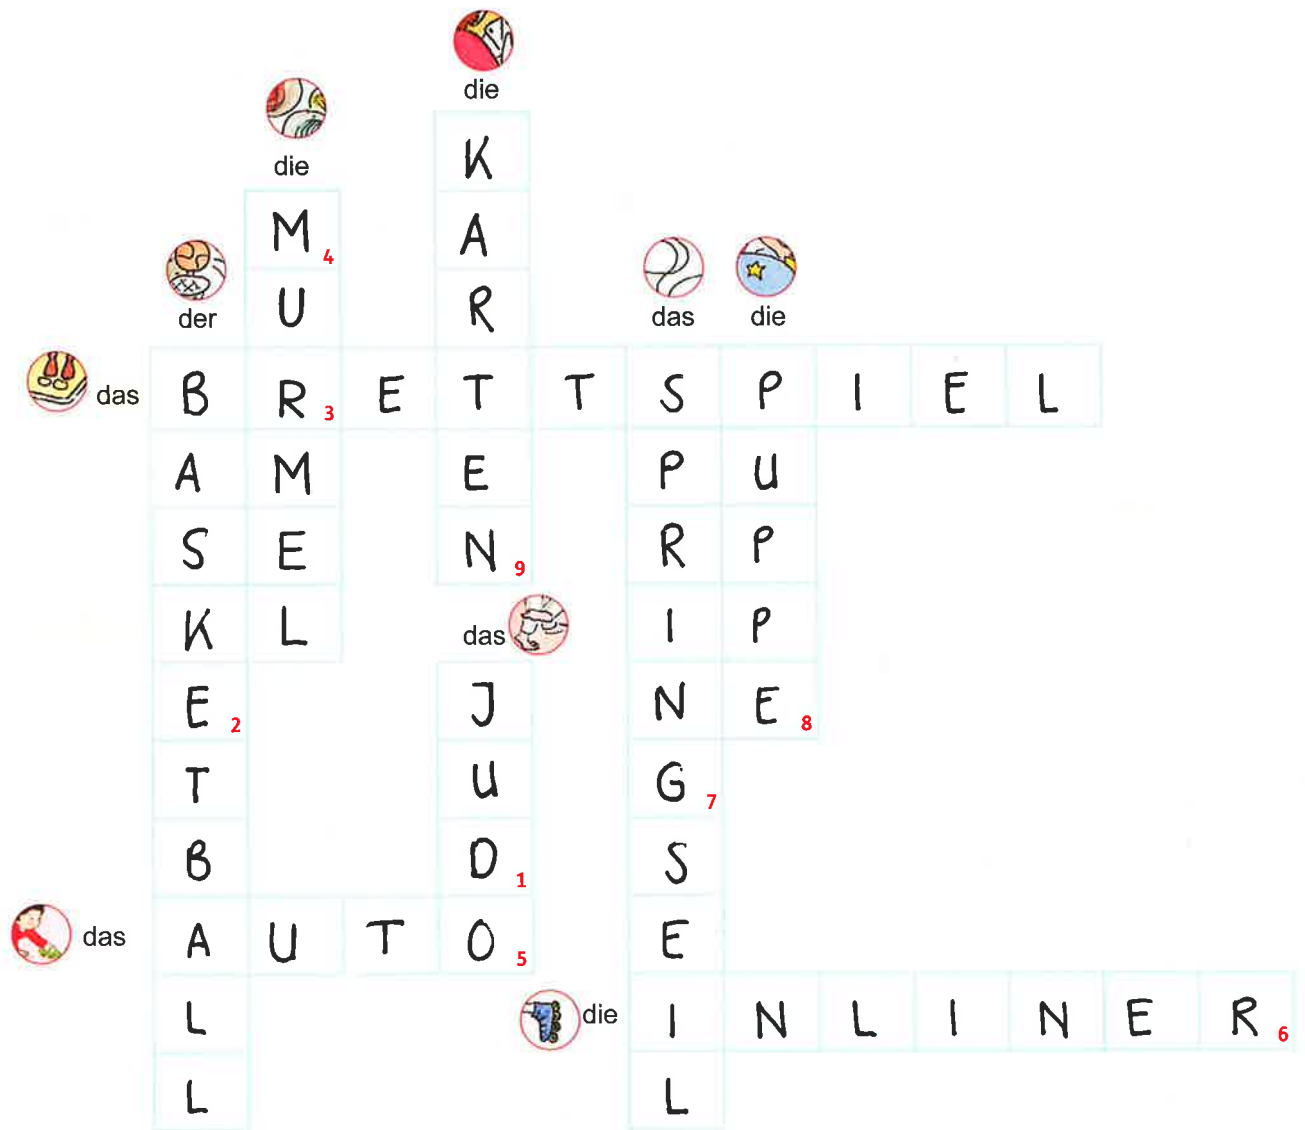 die
die
K
M 4 A
der U R das die
das B R 3 E T T S P I E L
A M E P U
S E N 9 R P
K L das I P
E 2 J N E 8
T U G 7
B D 1 S
das A U T O 5 E
L die I N L I N E R 6
L L